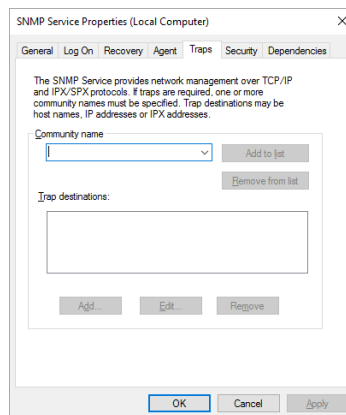 SNMP Service Properties (Local Computer)
General Log On Recovery Agent Traps Security Dependencies
The SNMP Service provides network management over TCP/IP
and IPX/SPX protocols. If traps are required, one or more
community names must be specified. Trap destinations may be
host names, IP addresses or IPX addresses.
Community name
Add to list
Remove from list
Trap destinations:
Add... Edit... Remove
OK Cancel Apply